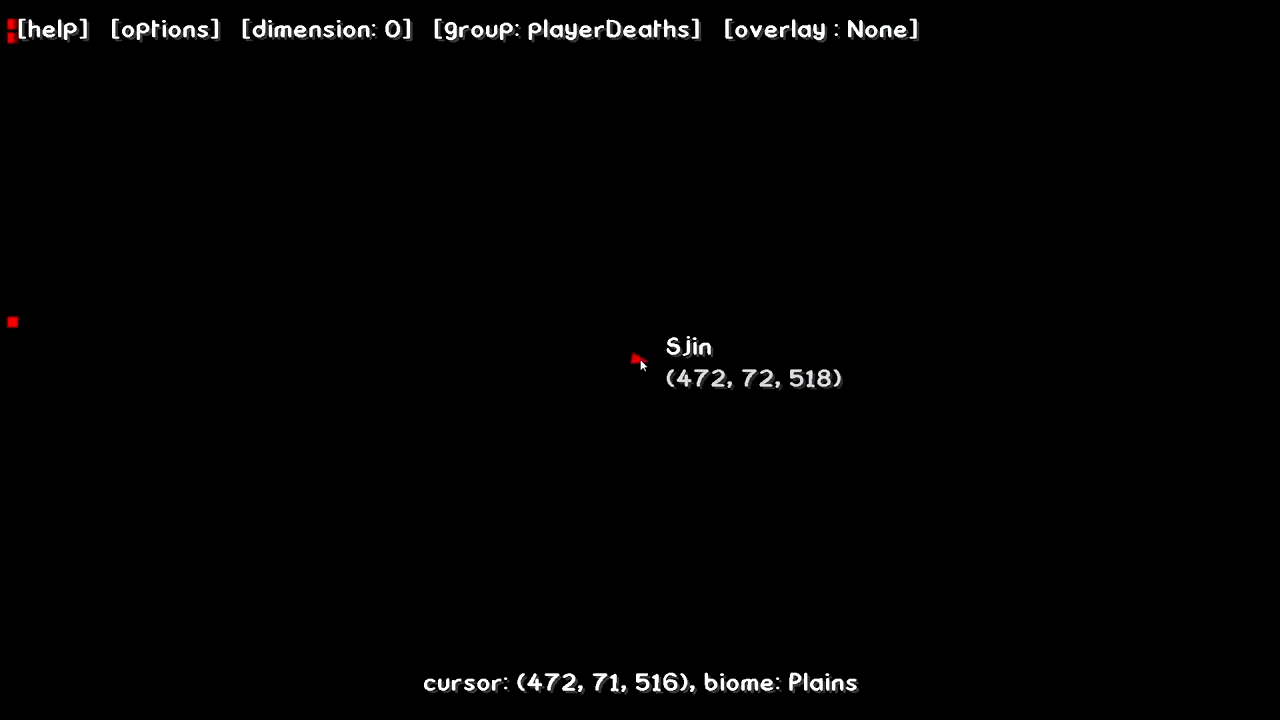 [help] [options] [dimension: 0] [group: playerDeaths] [overlay : None]
Sjin
(472, 72, 518)
cursor: (472, 71, 516), biome: Plains